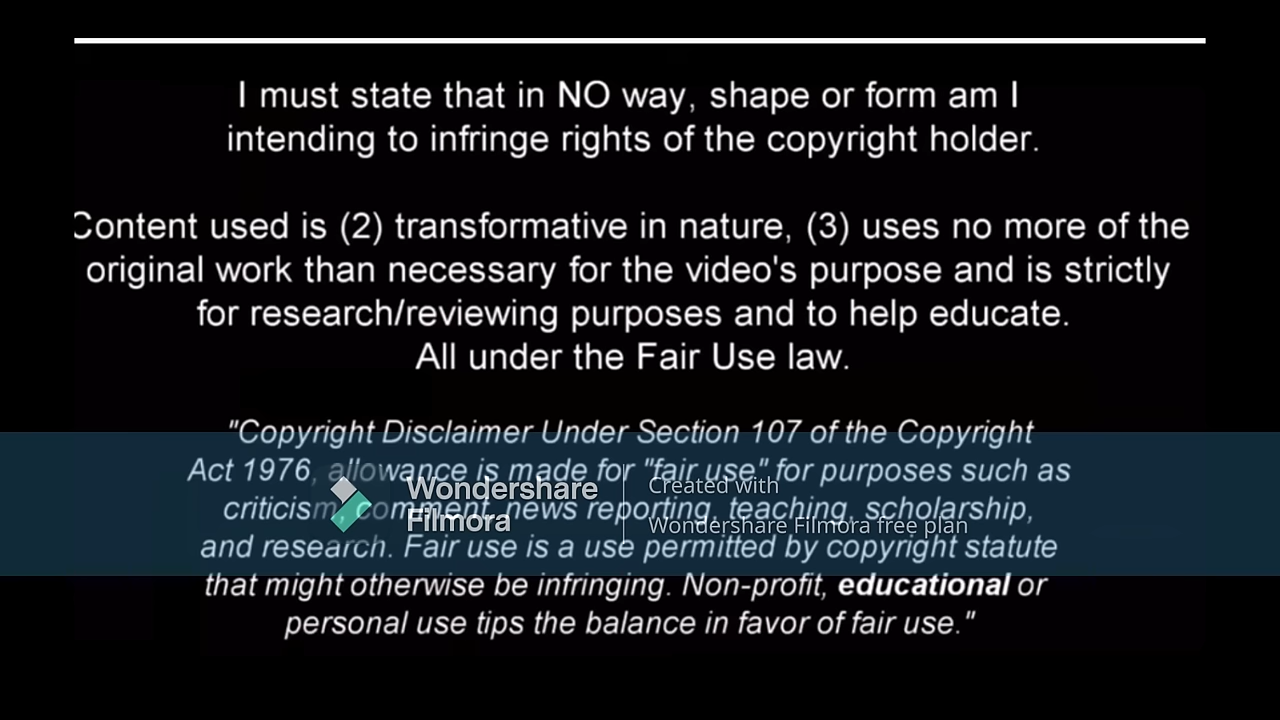 I must state that in NO way, shape or form am I
intending to infringe rights of the copyright holder.
Content used is (2) transformative in nature, (3) uses no more of the
original work than necessary for the video's purpose and is strictly
for research/reviewing purposes and to help educate.
All under the Fair Use law.
"Copyright Disclaimer Under Section 107 of the Copyright
Act 1976, allowance is made for "fair use" for purposes such as
criticism, comment, news reporting, teaching, scholarship,
and research. Fair use is a use permitted by copyright statute
that might otherwise be infringing. Non-profit, educational or
personal use tips the balance in favor of fair use."
Wondershare
Filmora
Created with
Wondershare Filmora free plan